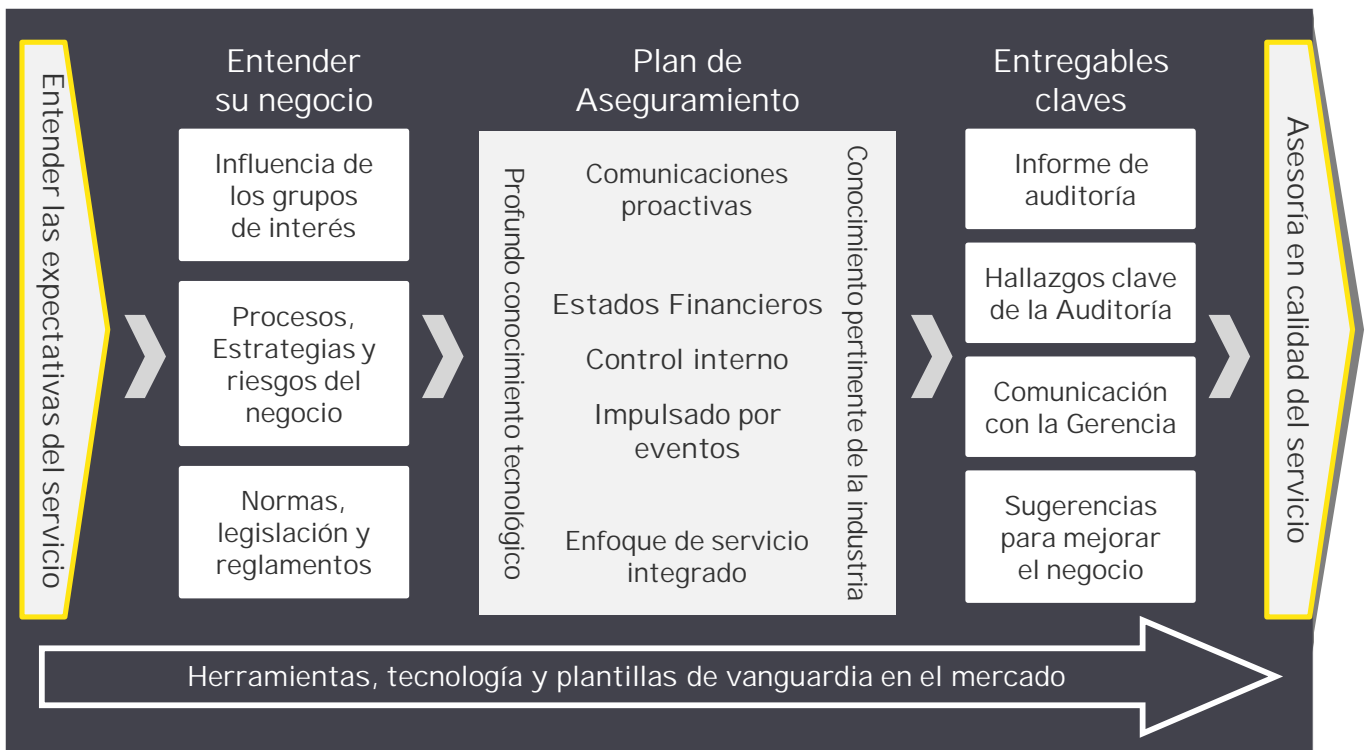 Entender las expectativas del servicio
Entender
su negocio
Influencia de
los grupos
de interés
Procesos,
Estrategias y
riesgos del
negocio
Normas,
legislación y
reglamentos
Plan de
Aseguramiento
Profundo conocimiento tecnológico
Comunicaciones
proactivas
Estados Financieros
Control interno
Impulsado por
eventos
Enfoque de servicio
integrado
Conocimiento pertinente de la industria
Entregables
claves
Informe de
auditoría
Hallazgos clave
de la Auditoría
Comunicación
con la Gerencia
Sugerencias
para mejorar
el negocio
Asesoría en calidad del servicio
Herramientas, tecnología y plantillas de vanguardia en el mercado